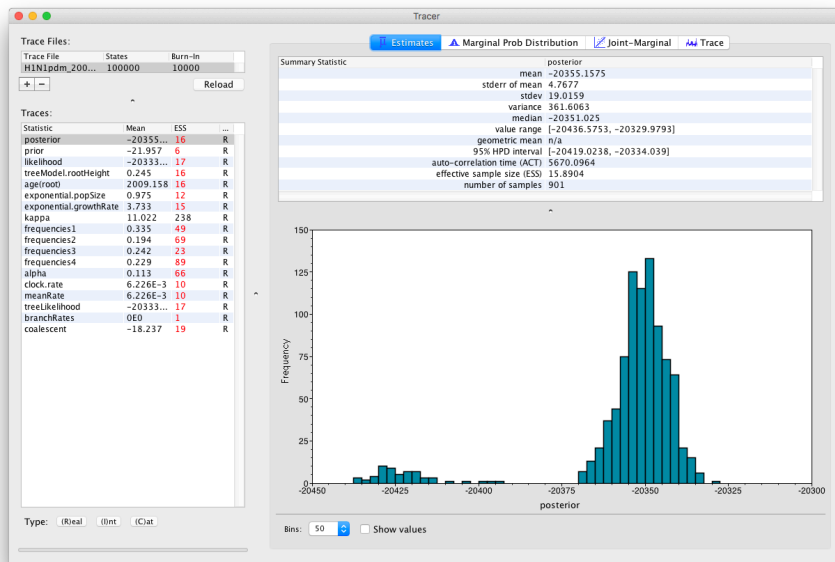 Tracer
Trace Files:
Trace File States Burn-In
H1N1pdm_200... 100000 10000
+ − Reload
Traces:
Statistic Mean ESS ...
posterior -20355... 16 R
prior -21.957 6 R
likelihood -20333... 17 R
treeModel.rootHeight 0.245 16 R
age(root) 2009.158 16 R
exponential.popSize 0.975 12 R
exponential.growthRate 3.733 15 R
kappa 11.022 238 R
frequencies1 0.335 49 R
frequencies2 0.194 69 R
frequencies3 0.242 23 R
frequencies4 0.229 89 R
alpha 0.113 66 R
clock.rate 6.226E-3 10 R
meanRate 6.226E-3 10 R
treeLikelihood -20333... 17 R
branchRates 0E0 1 R
coalescent -18.237 19 R
Type: (R)eal (I)nt (C)at
Estimates Marginal Prob Distribution Joint-Marginal Trace
Summary Statistic posterior
mean -20355.1575
stderr of mean 4.7677
stdev 19.0159
variance 361.6063
median -20351.025
value range [-20436.5753, -20329.9793]
geometric mean n/a
95% HPD interval [-20419.0238, -20334.039]
auto-correlation time (ACT) 5670.0964
effective sample size (ESS) 15.8904
number of samples 901
Frequency
150
125
100
75
50
25
0
-20450 -20425 -20400 -20375 -20350 -20325 -20300
posterior
Bins: 50 Show values